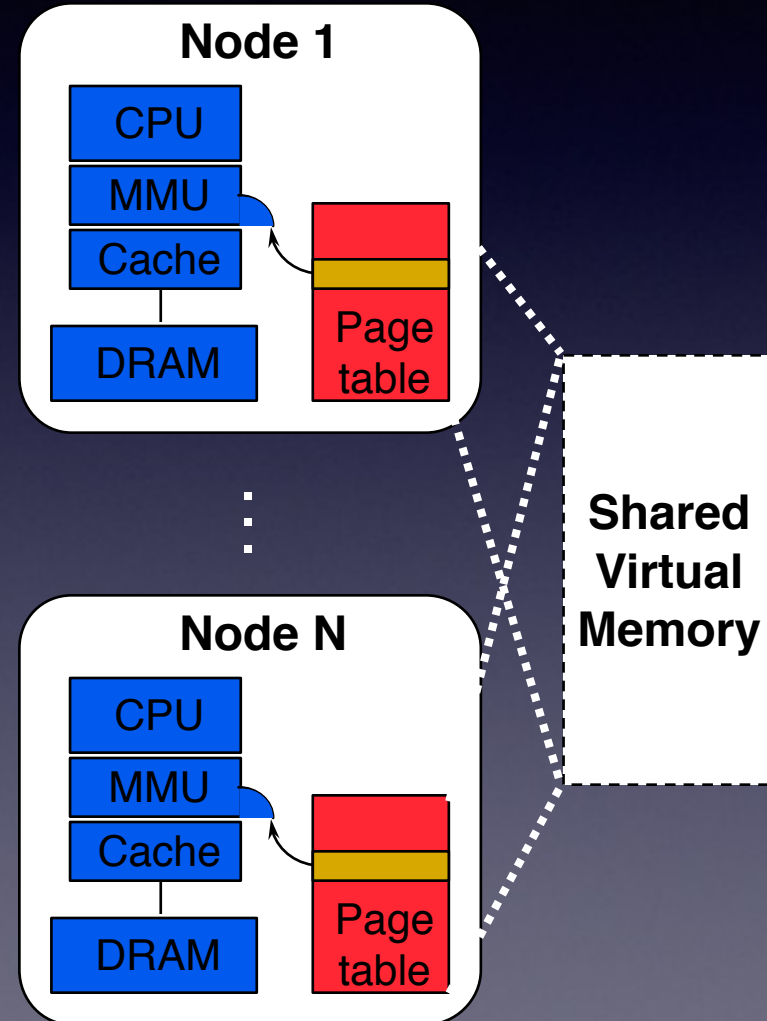 Node 1
CPU
MMU
Cache
DRAM
Page
table
Shared
Virtual
Memory
Node N
CPU
MMU
Cache
DRAM
Page
table